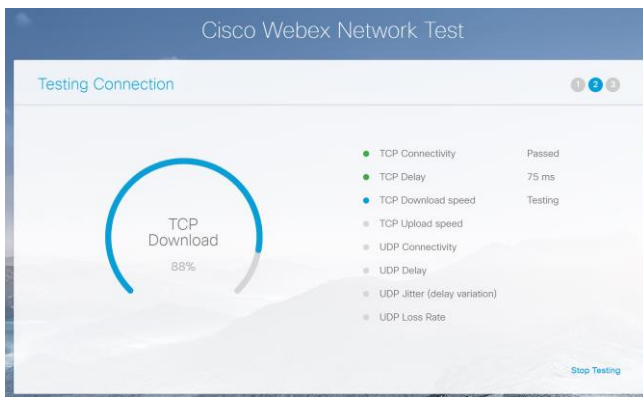 Cisco Webex Network Test
Testing Connection
1 2 3
TCP Connectivity Passed
TCP Delay 75 ms
TCP Download speed Testing
TCP Upload speed
UDP Connectivity
UDP Delay
UDP Jitter (delay variation)
UDP Loss Rate
TCP
Download
88%
Stop Testing